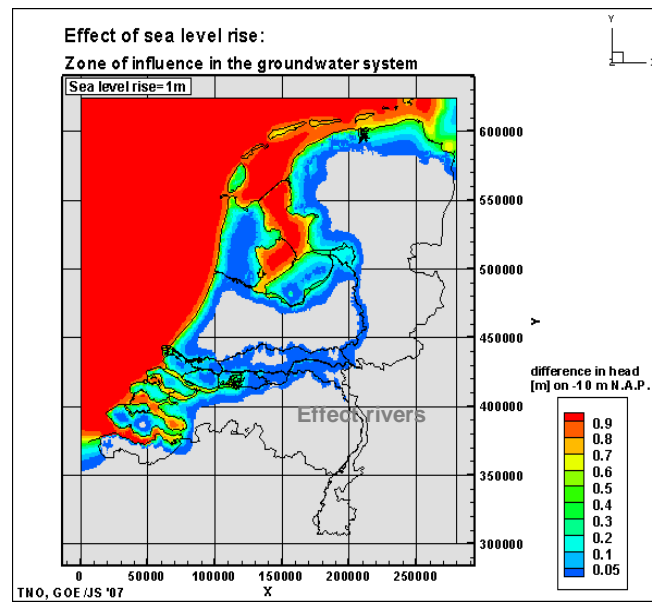 Effect of sea level rise:
Zone of influence in the groundwater system
Sea level rise=1m
Y
600000
550000
500000
450000
400000
350000
300000
Y
difference in head
[m] on -10 m N.A.P.
0.9
0.8
0.7
0.6
0.5
0.4
0.3
0.2
0.1
0.05
Effect rivers
0
50000
100000
150000
200000
250000
X
TNO, GOE /JS '07